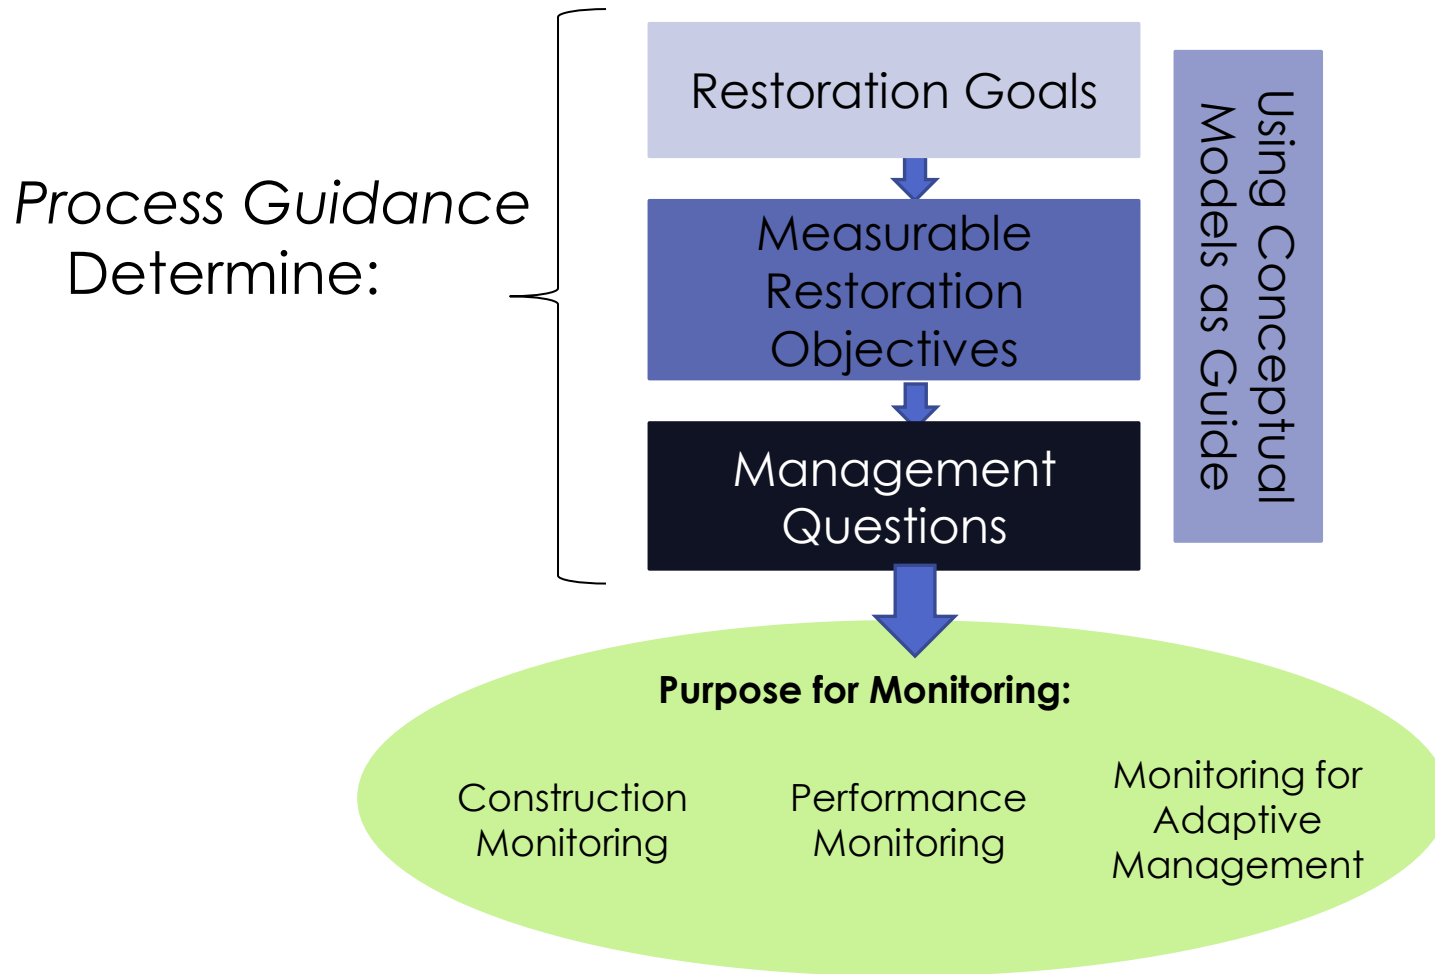 Process Guidance
Determine:
Restoration Goals
Measurable
Restoration
Objectives
Management
Questions
Using Conceptual
Models as Guide
Purpose for Monitoring:
Construction
Monitoring
Performance
Monitoring
Monitoring for
Adaptive
Management